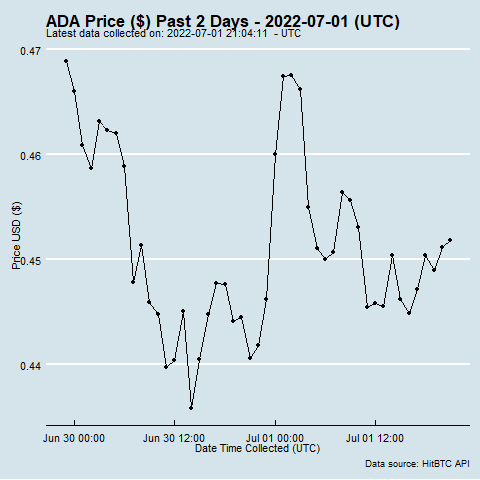 ADA Price ($) Past 2 Days - 2022-07-01 (UTC)
Latest data collected on: 2022-07-01 21:04:11 - UTC
0.47
0.46
0.45
0.44
Price USD ($)
Jun 30 00:00 Jun 30 12:00 Jul 01 00:00 Jul 01 12:00
Date Time Collected (UTC)
Data source: HitBTC API